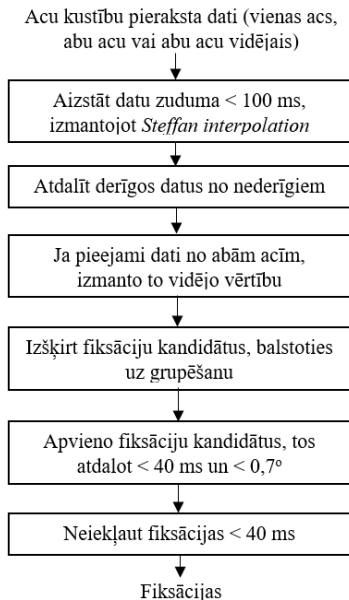 Acu kustību pieraksta dati (vienas acs,
abu acu vai abu acu vidējais)
Aizstāt datu zuduma < 100 ms,
izmantojot Steffan interpolation
Atdalīt derīgos datus no nederīgiem
Ja pieejami dati no abām acīm,
izmanto to vidējo vērtību
Izšķirt fiksāciju kandidātus, balstoties
uz grupēšanu
Apvieno fiksāciju kandidātus, tos
atdalot < 40 ms un < 0,7º
Neiekļaut fiksācijas < 40 ms
Fiksācijas